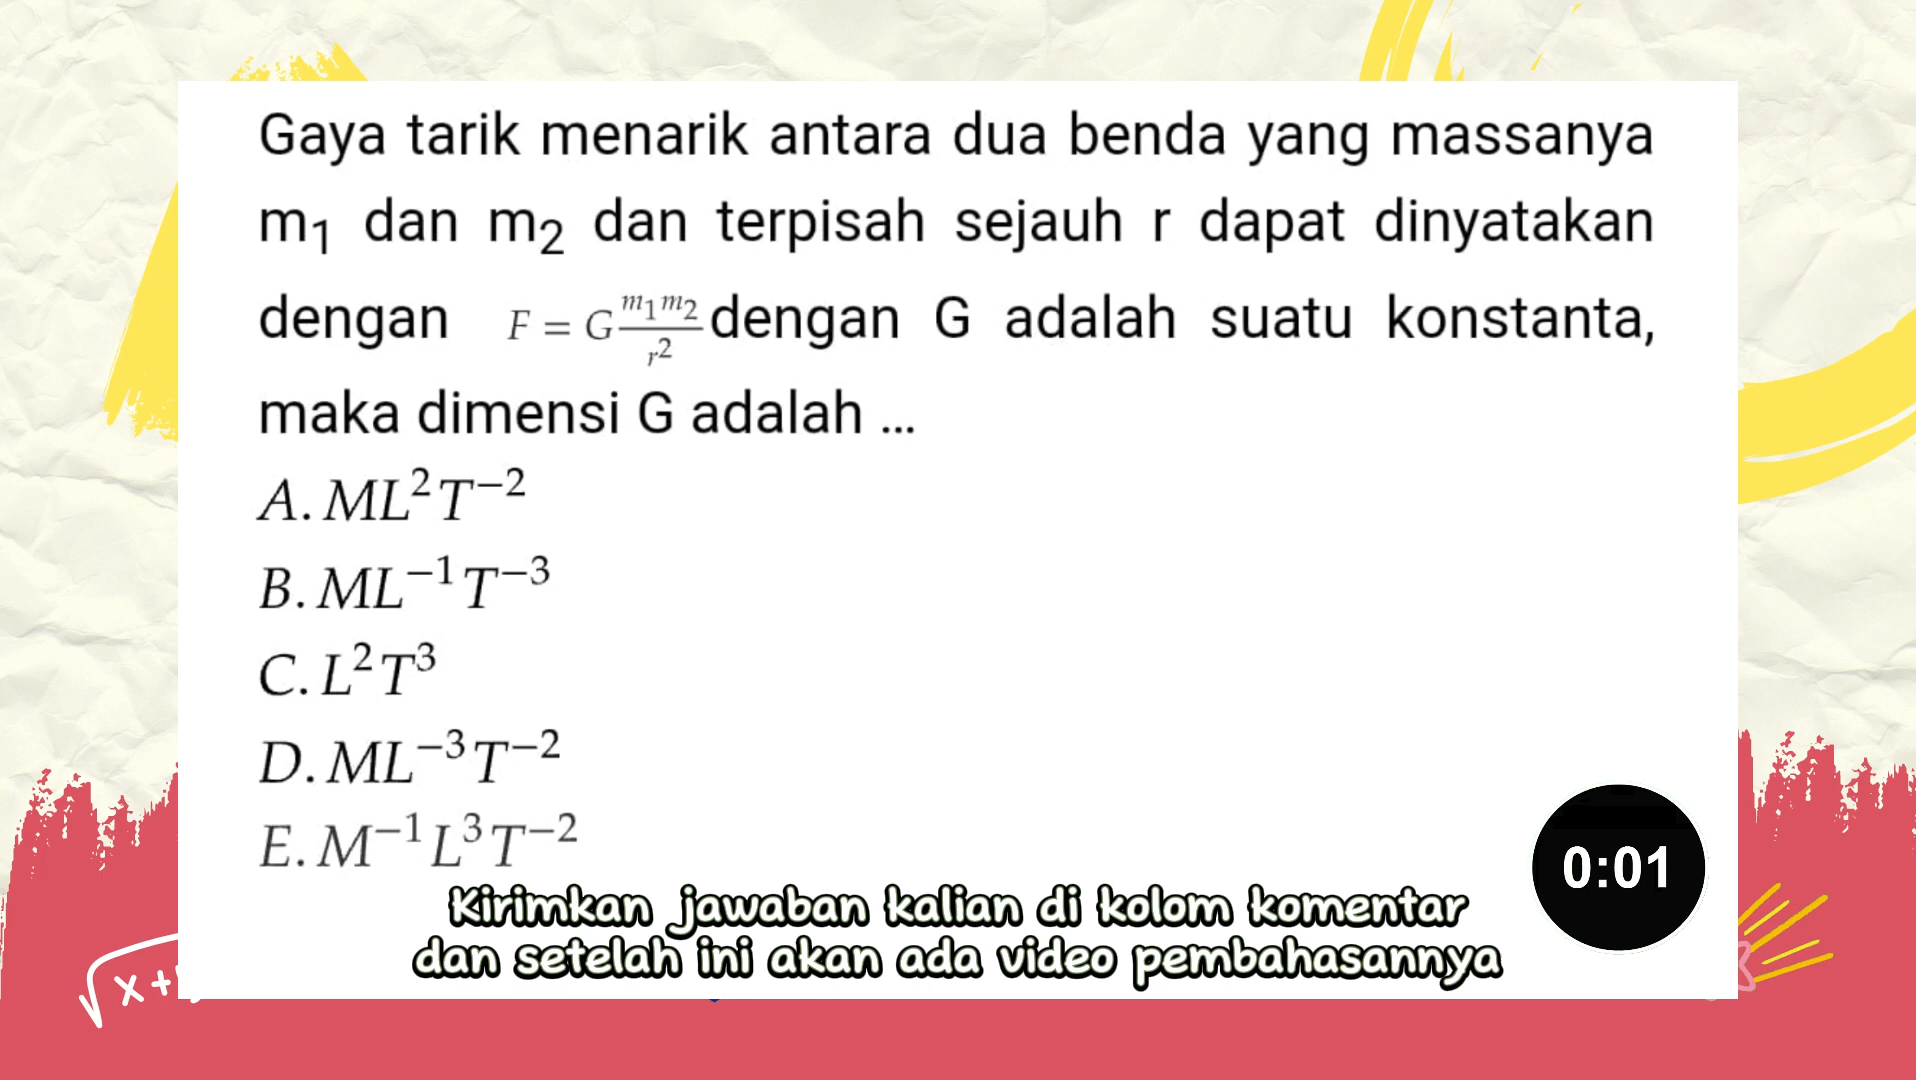 Gaya tarik menarik antara dua benda yang massanya
m₁ dan m₂ dan terpisah sejauh r dapat dinyatakan
dengan F = G\frac{m₁m₂}{r²} dengan G adalah suatu konstanta,
maka dimensi G adalah ...
A. ML²T⁻²
B. ML⁻¹T⁻³
C. L²T³
D. ML⁻³T⁻²
E. M⁻¹L³T⁻²
0:01
Kirimkan jawaban kalian di kolom komentar
dan setelah ini akan ada video pembahasannya
√x+